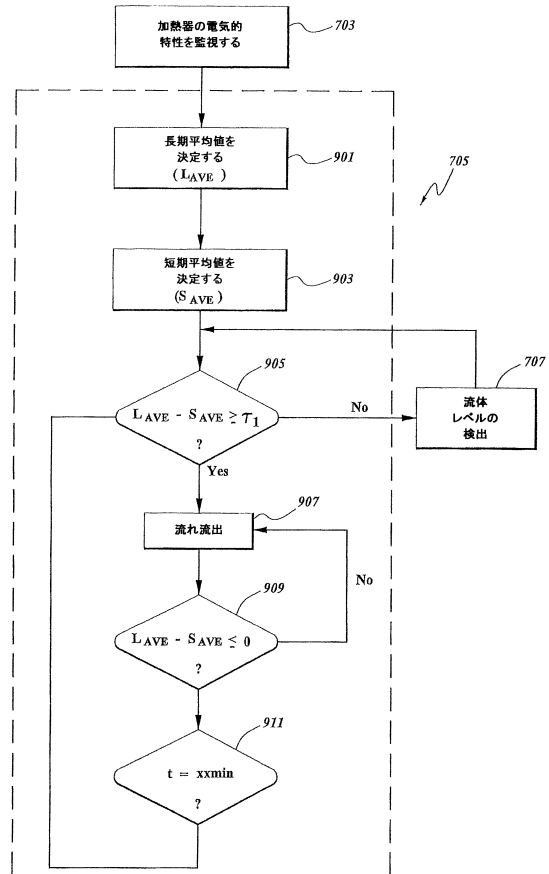 加熱器の電気的
特性を監視する
703
長期平均値を
決定する
(LAVE)
901
705
短期平均値を
決定する
(SAVE)
903
905
LAVE - SAVE ≥ τ1
?
No
707
流体
レベルの
検出
Yes
907
流れ流出
No
909
LAVE - SAVE ≤ 0
?
911
t = xxmin
?